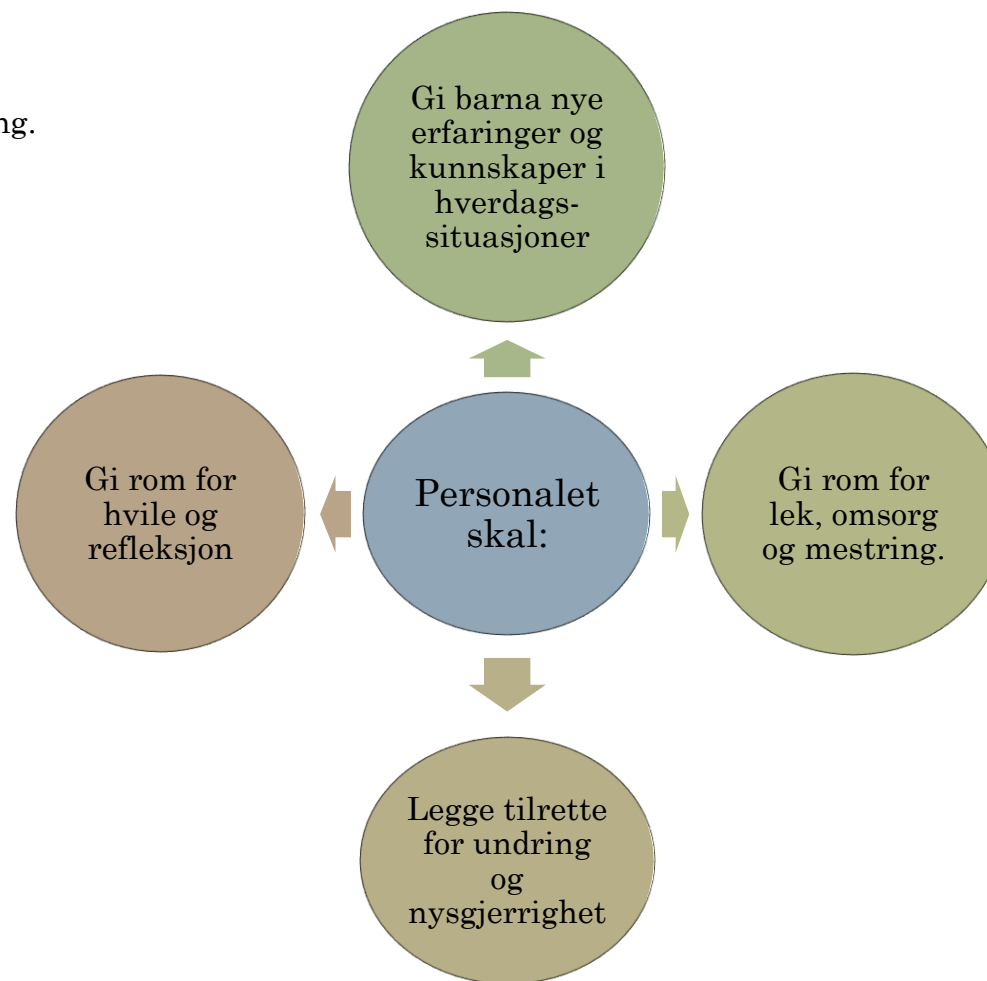 ng.
Gi barna nye
erfaringer og
kunnskaper i
hverdags-
situasjoner
Personalet
skal:
Gi rom for
hvile og
refleksjon
Gi rom for
lek, omsorg
og mestring.
Legge tilrette
for undring
og
nysgjerrighet